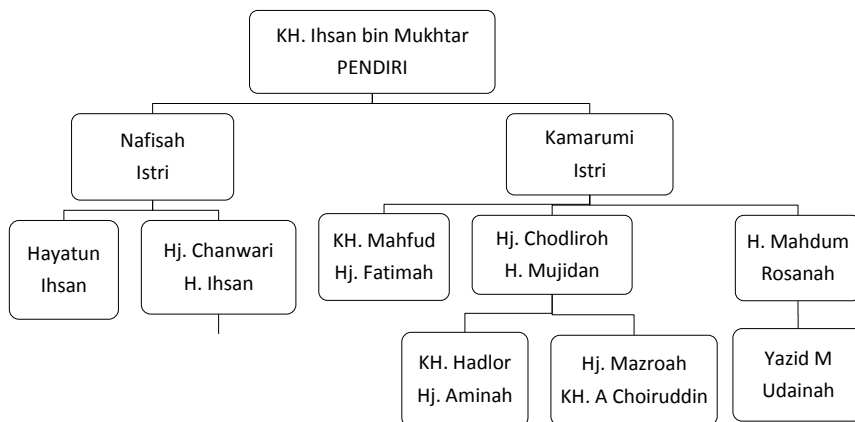 KH. Ihsan bin Mukhtar
PENDIRI
Nafisah
Istri
Kamarumi
Istri
Hayatun
Ihsan
Hj. Chanwari
H. Ihsan
KH. Mahfud
Hj. Fatimah
Hj. Chodliroh
H. Mujidan
H. Mahdum
Rosanah
KH. Hadlor
Hj. Aminah
Hj. Mazroah
KH. A Choiruddin
Yazid M
Udainah